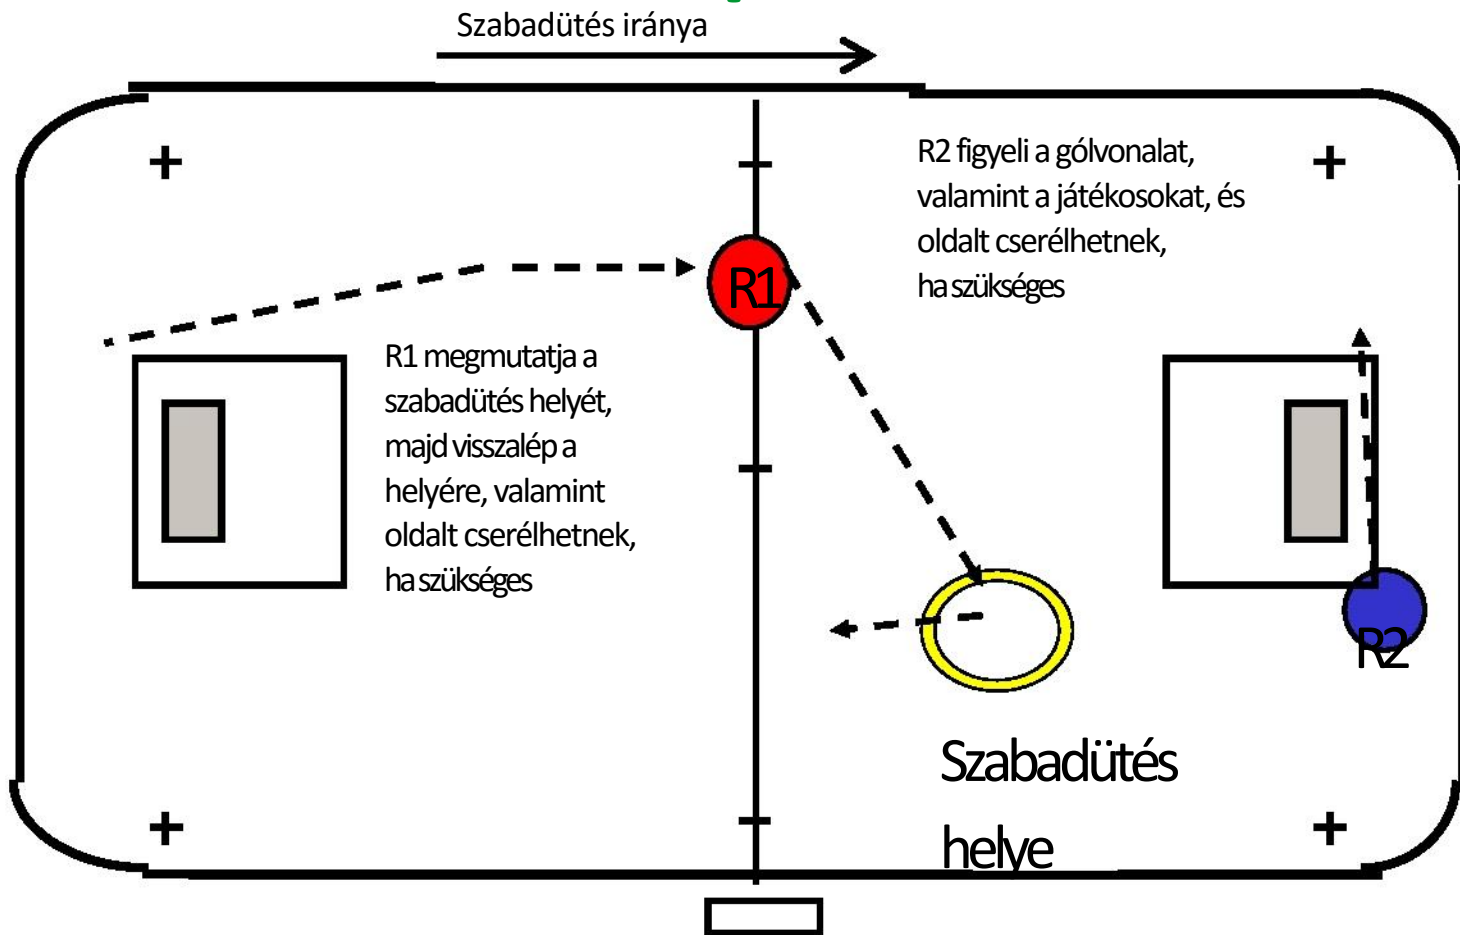 Szabadütés iránya
R2 figyeli a gólvonalat,
valamint a játékosokat, és
oldalt cserélhetnek,
ha szükséges
R1
R1 megmutatja a
szabadütés helyét,
majd visszalép a
helyére, valamint
oldalt cserélhetnek,
ha szükséges
R2
Szabadütés
helye